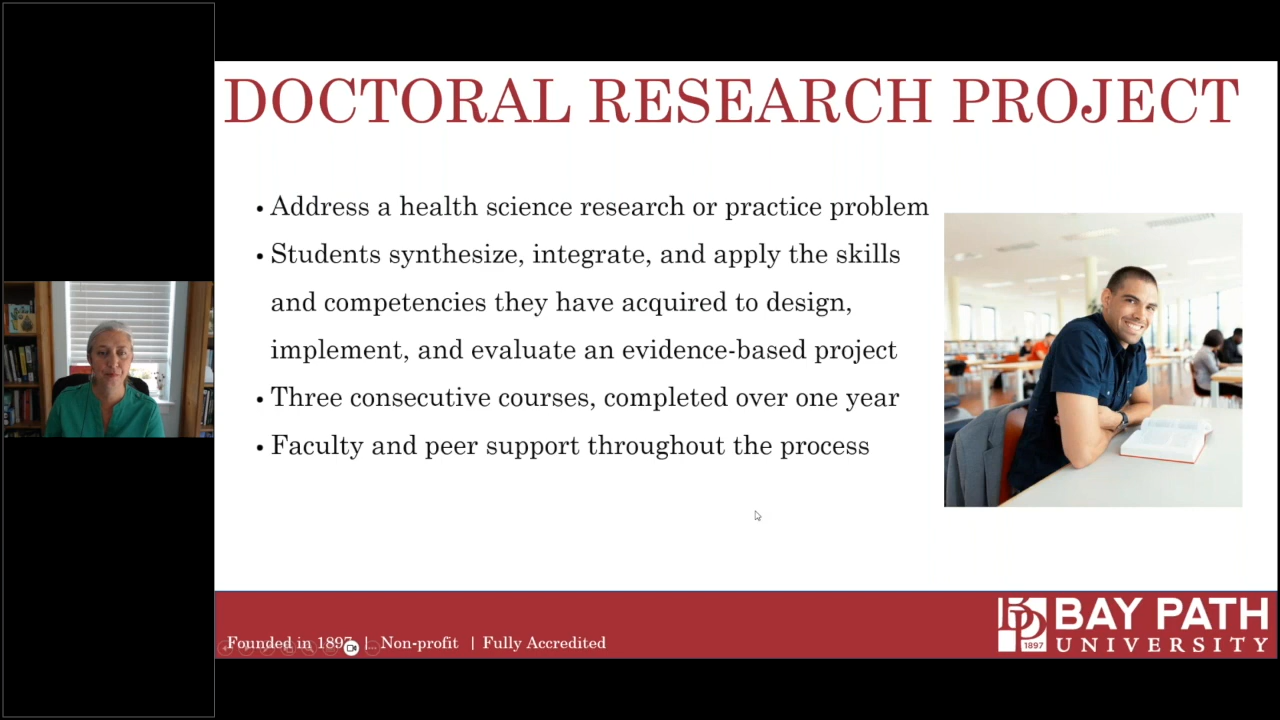 DOCTORAL RESEARCH PROJECT
• Address a health science research or practice problem
• Students synthesize, integrate, and apply the skills
and competencies they have acquired to design,
implement, and evaluate an evidence-based project
• Three consecutive courses, completed over one year
• Faculty and peer support throughout the process
Founded in 1897 | Non-profit | Fully Accredited
1897
BAY PATH
UNIVERSITY